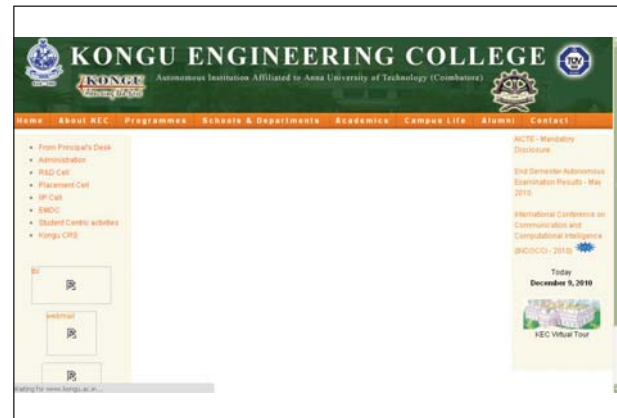 KONGU ENGINEERING COLLEGE
KONGU
Autonomous Institution Affiliated to Anna University of Technology (Coimbatore)
Home About KEC Programmes Schools & Departments Academics Campus Life Alumni Contact
From Principal's Desk
Administration
R&D Cell
Placement Cell
IIP Cell
EMDC
Student Centric activities
Kongu CRS
webmail
AICTE - Mandatory
Disclosure
End Semester Autonomous
Examination Results - May
2010
International Conference on
Communication and
Computational Intelligence
(INCOCCI - 2010)
Today
December 9, 2010
KEC Virtual Tour
Waiting for www.kongu.ac.in...